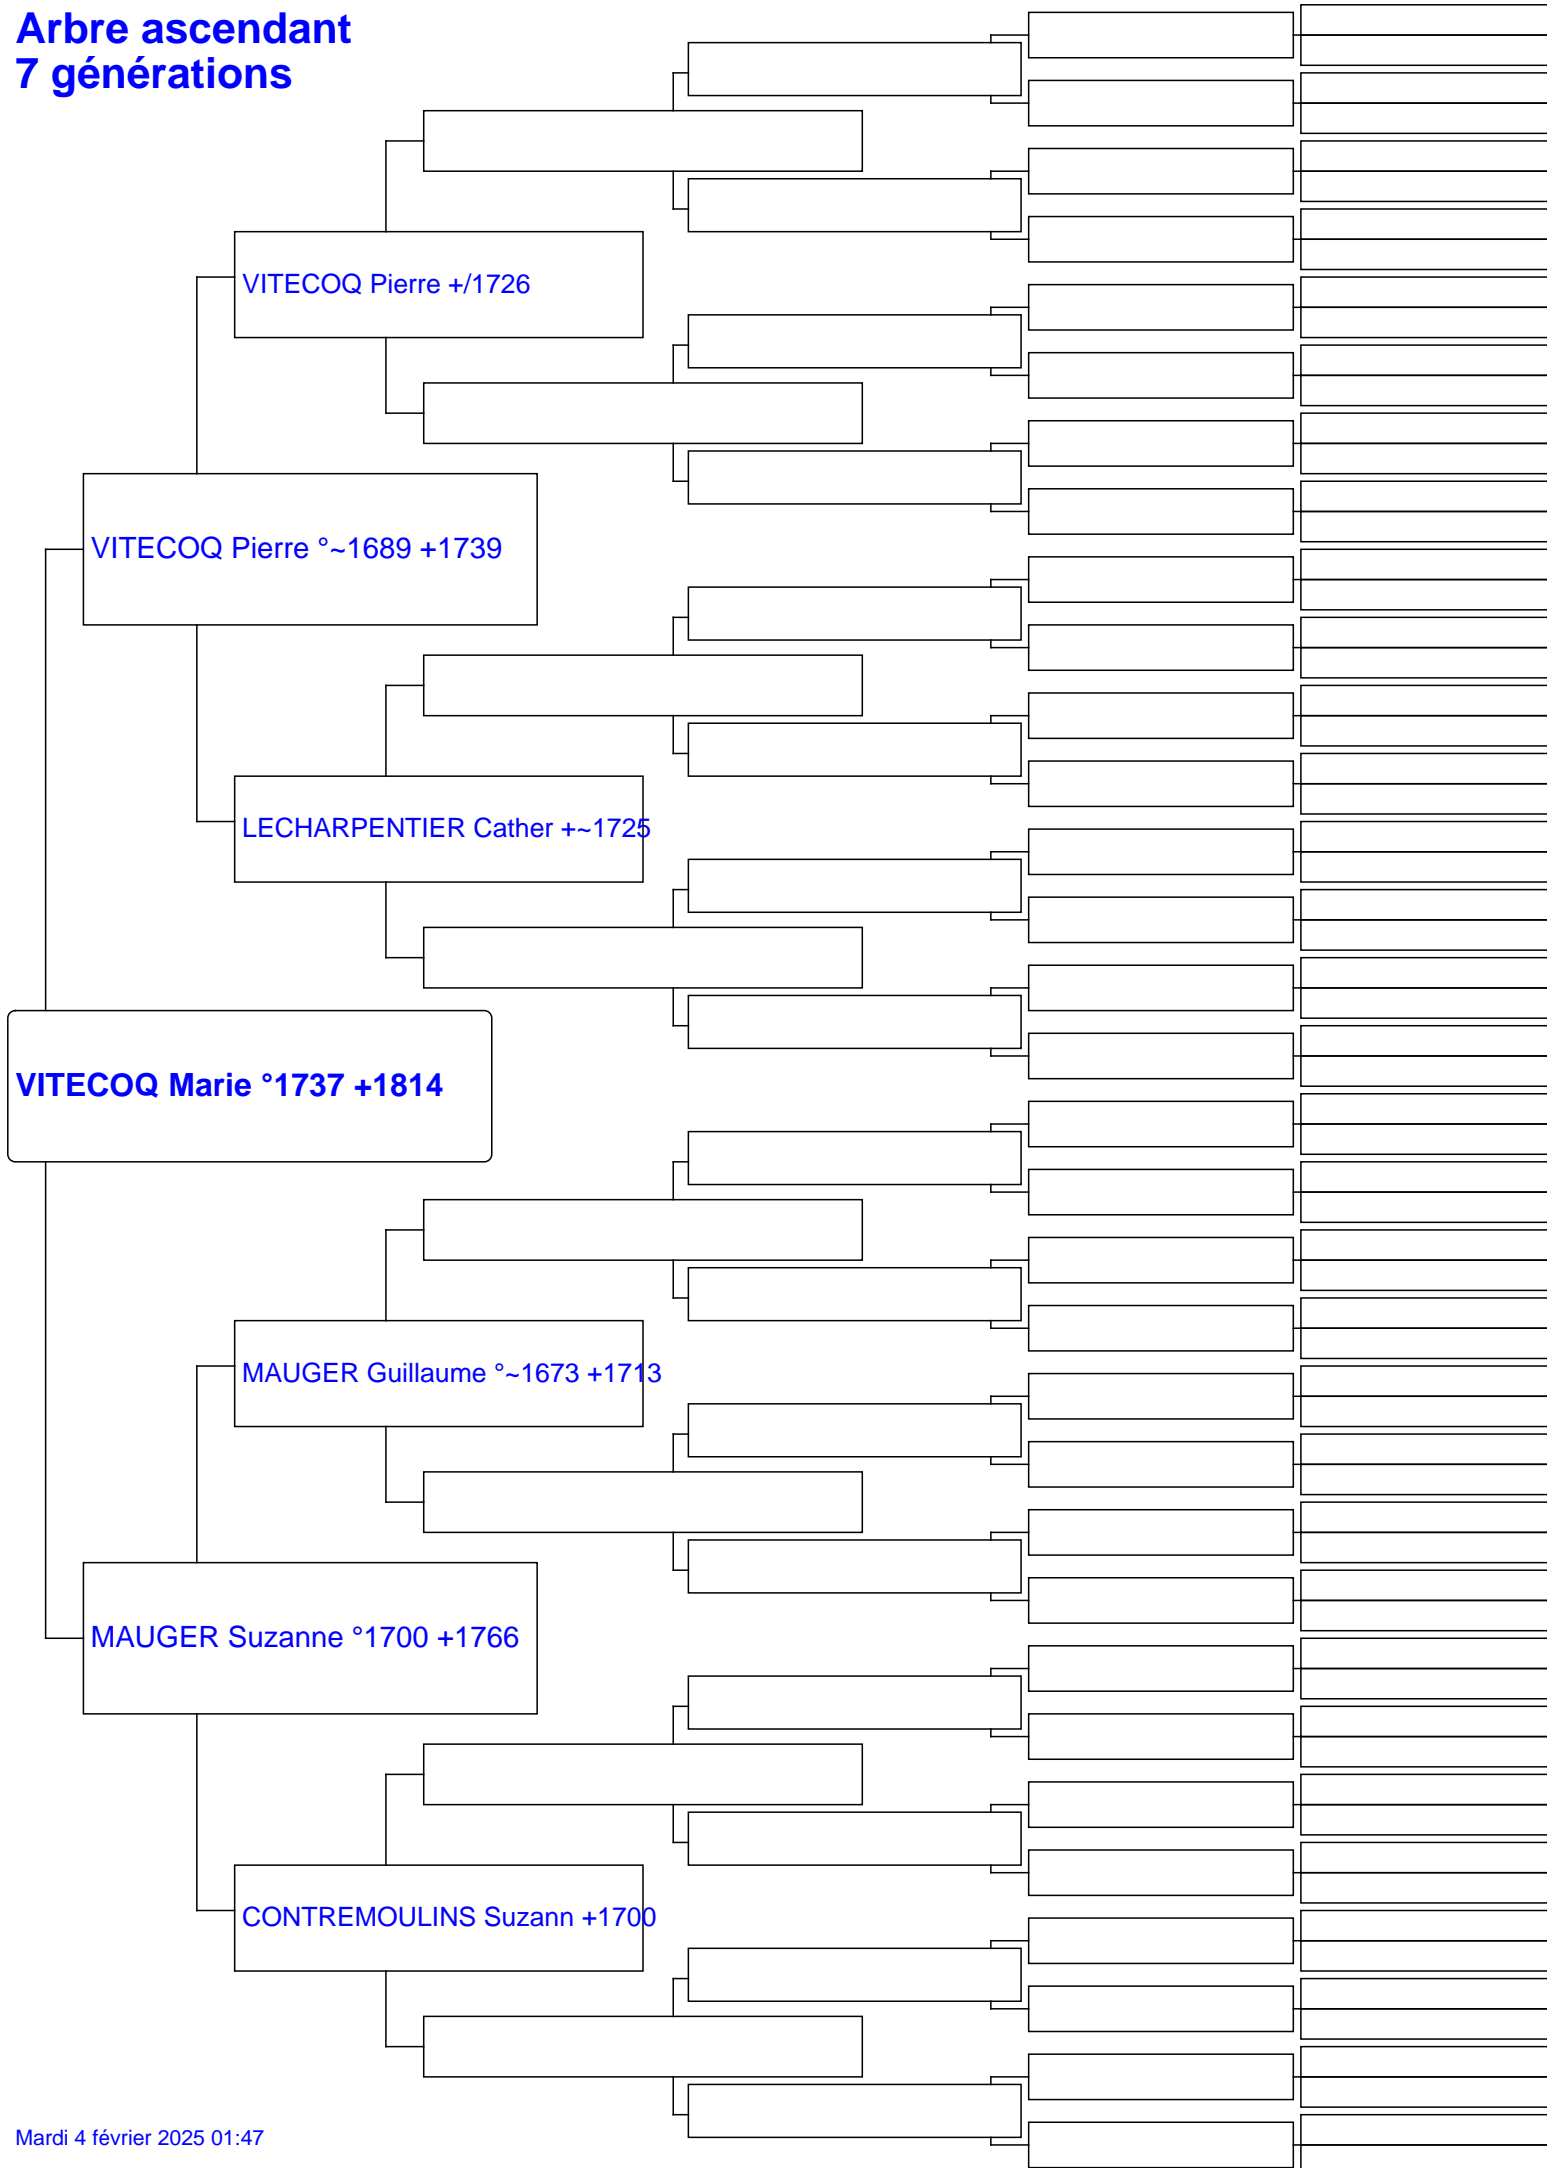 Arbre ascendant
7 générations
VITECOQ Pierre +/1726
VITECOQ Pierre °~1689 +1739
LECHARPENTIER Cather +~1725
VITECOQ Marie °1737 +1814
MAUGER Guillaume °~1673 +1713
MAUGER Suzanne °1700 +1766
CONTREMOULINS Suzann +1700
Mardi 4 février 2025 01:47